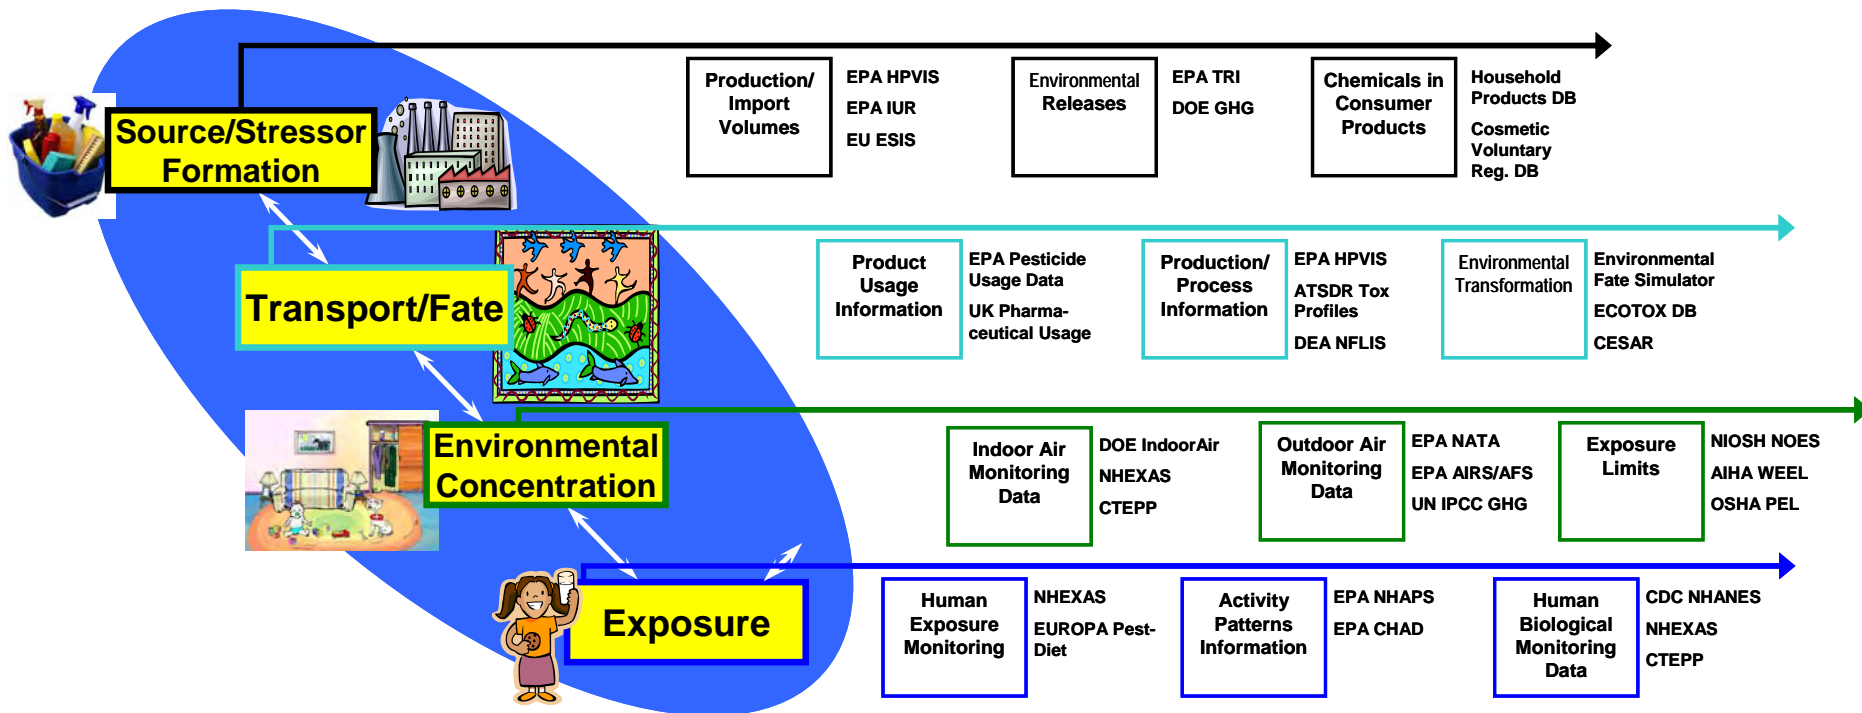 Source/Stressor
Formation
Production/
Import
Volumes
EPA HPVIS
EPA IUR
EU ESIS
Environmental
Releases
EPA TRI
DOE GHG
Chemicals in
Consumer
Products
Household
Products DB
Cosmetic
Voluntary
Reg. DB
Transport/Fate
Product
Usage
Information
EPA Pesticide
Usage Data
UK Pharma-
ceutical Usage
Production/
Process
Information
EPA HPVIS
ATSDR Tox
Profiles
DEA NFLIS
Environmental
Transformation
Environmental
Fate Simulator
ECOTOX DB
CESAR
Environmental
Concentration
Indoor Air
Monitoring
Data
DOE IndoorAir
NHEXAS
CTEPP
Outdoor Air
Monitoring
Data
EPA NATA
EPA AIRS/AFS
UN IPCC GHG
Exposure
Limits
NIOSH NOES
AIHA WEEL
OSHA PEL
Exposure
Human
Exposure
Monitoring
NHEXAS
EUROPA Pest-
Diet
Activity
Patterns
Information
EPA NHAPS
EPA CHAD
Human
Biological
Monitoring
Data
CDC NHANES
NHEXAS
CTEPP